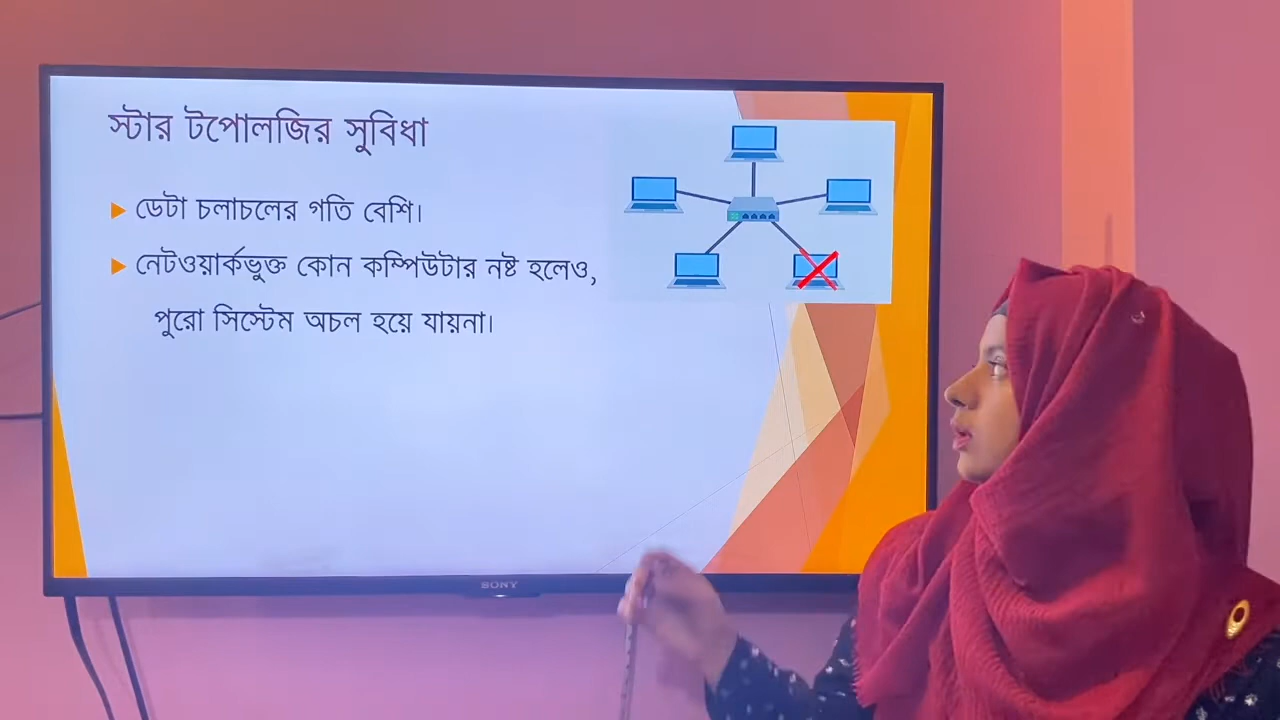 স্টার টপোলজির সুবিধা
ডেটা চলাচলের গতি বেশি।
নেটওয়ার্কভুক্ত কোন কম্পিউটার নষ্ট হলেও,
পুরো সিস্টেম অচল হয়ে যায়না।
SONY